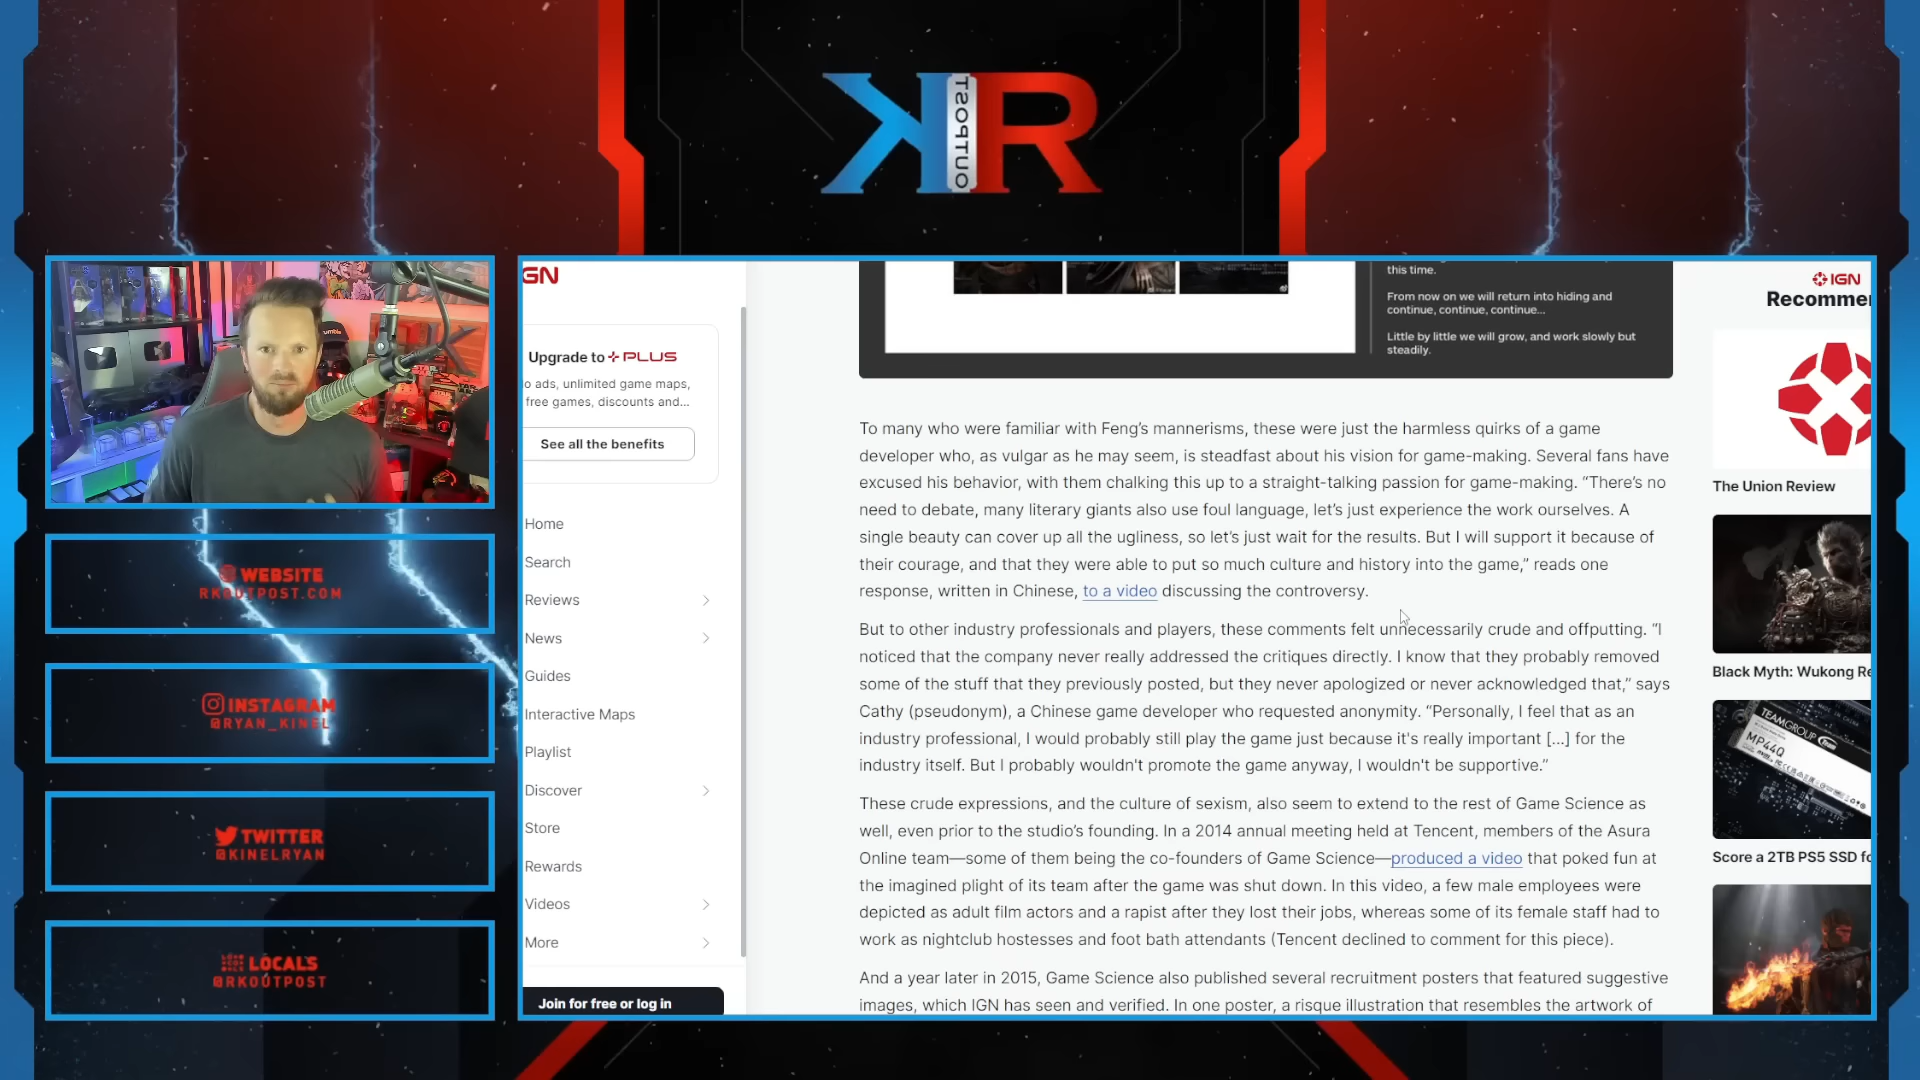 K OUTPOST R
WEBSITE
RKOUTPOST.COM
INSTAGRAM
@RYAN_KINEL
TWITTER
@KINELRYAN
LOCALS
@RKOUTPOST
GN
Upgrade to PLUS
o ads, unlimited game maps,
free games, discounts and...
See all the benefits
Home
Search
Reviews
News
Guides
Interactive Maps
Playlist
Discover
Store
Rewards
Videos
More
Join for free or log in
this time.
From now on we will return into hiding and
continue, continue, continue...
Little by little we will grow, and work slowly but
steadily.
To many who were familiar with Feng’s mannerisms, these were just the harmless quirks of a game
developer who, as vulgar as he may seem, is steadfast about his vision for game-making. Several fans have
excused his behavior, with them chalking this up to a straight-talking passion for game-making. “There’s no
need to debate, many literary giants also use foul language, let’s just experience the work ourselves. A
single beauty can cover up all the ugliness, so let’s just wait for the results. But I will support it because of
their courage, and that they were able to put so much culture and history into the game,” reads one
response, written in Chinese, to a video discussing the controversy.
But to other industry professionals and players, these comments felt unnecessarily crude and offputting. “I
noticed that the company never really addressed the critiques directly. I know that they probably removed
some of the stuff that they previously posted, but they never apologized or never acknowledged that,” says
Cathy (pseudonym), a Chinese game developer who requested anonymity. “Personally, I feel that as an
industry professional, I would probably still play the game just because it's really important [...] for the
industry itself. But I probably wouldn't promote the game anyway, I wouldn't be supportive.”
These crude expressions, and the culture of sexism, also seem to extend to the rest of Game Science as
well, even prior to the studio’s founding. In a 2014 annual meeting held at Tencent, members of the Asura
Online team—some of them being the co-founders of Game Science—produced a video that poked fun at
the imagined plight of its team after the game was shut down. In this video, a few male employees were
depicted as adult film actors and a rapist after they lost their jobs, whereas some of its female staff had to
work as nightclub hostesses and foot bath attendants (Tencent declined to comment for this piece).
And a year later in 2015, Game Science also published several recruitment posters that featured suggestive
images, which IGN has seen and verified. In one poster, a risque illustration that resembles the artwork of
IGN
Recommer
The Union Review
Black Myth: Wukong Re
TEAMGROUP
MP44Q
Score a 2TB PS5 SSD fo